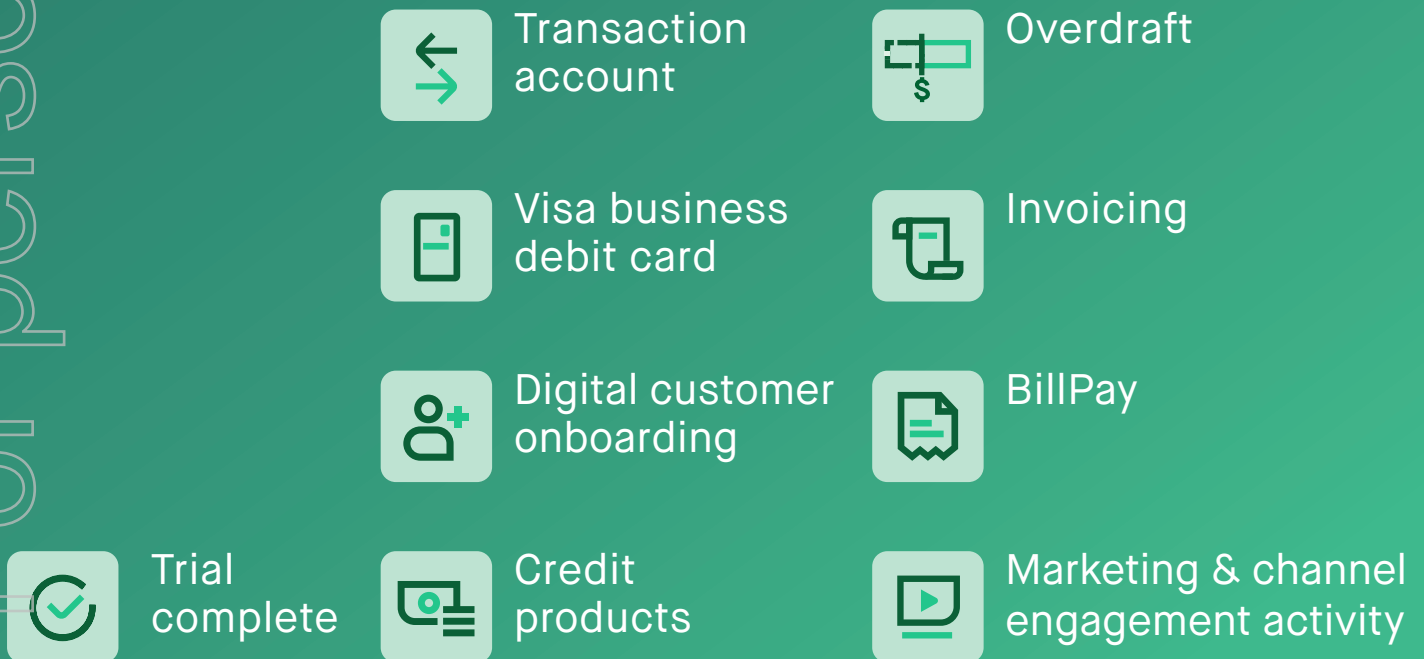 Transaction
account
Overdraft
Visa business
debit card
Invoicing
Digital customer
onboarding
BillPay
Trial
complete
Credit
products
Marketing & channel
engagement activity
$